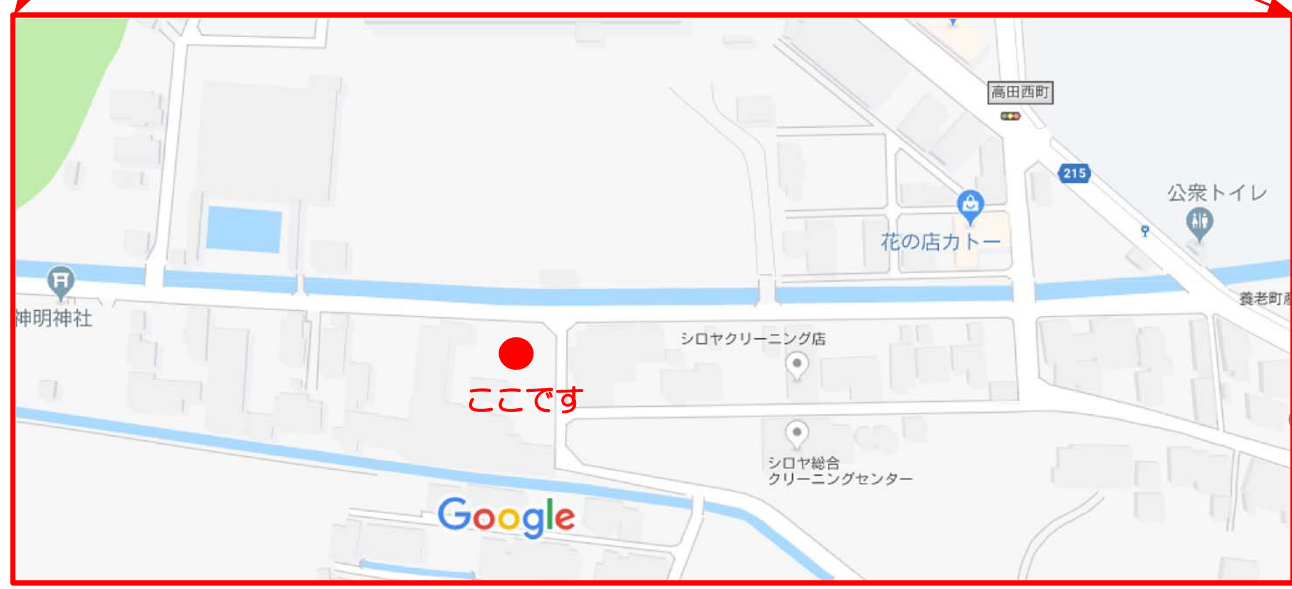 高田西町
215
公衆トイレ
花の店カトー
神明神社
養老町
シロヤクリーニング店
ここです
シロヤ総合
クリーニングセンター
Google